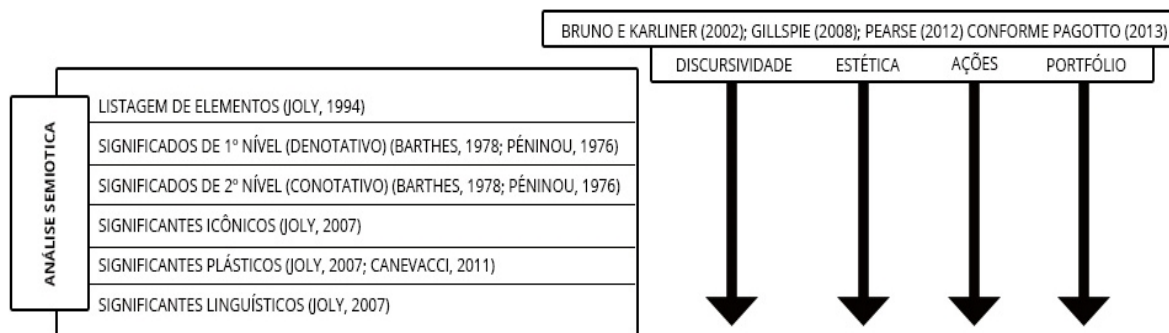 BRUNO E KARLINER (2002); GILLSPIE (2008); PEARSE (2012) CONFORME PAGOTTO (2013)
DISCURSIVIDADE ESTÉTICA AÇÕES PORTFÓLIO
ANÁLISE SEMIOTICA
LISTAGEM DE ELEMENTOS (JOLY, 1994)
SIGNIFICADOS DE 1º NÍVEL (DENOTATIVO) (BARTHES, 1978; PÉNINOU, 1976)
SIGNIFICADOS DE 2º NÍVEL (CONOTATIVO) (BARTHES, 1978; PÉNINOU, 1976)
SIGNIFICANTES ICÔNICOS (JOLY, 2007)
SIGNIFICANTES PLÁSTICOS (JOLY, 2007; CANEVACCI, 2011)
SIGNIFICANTES LINGUÍSTICOS (JOLY, 2007)